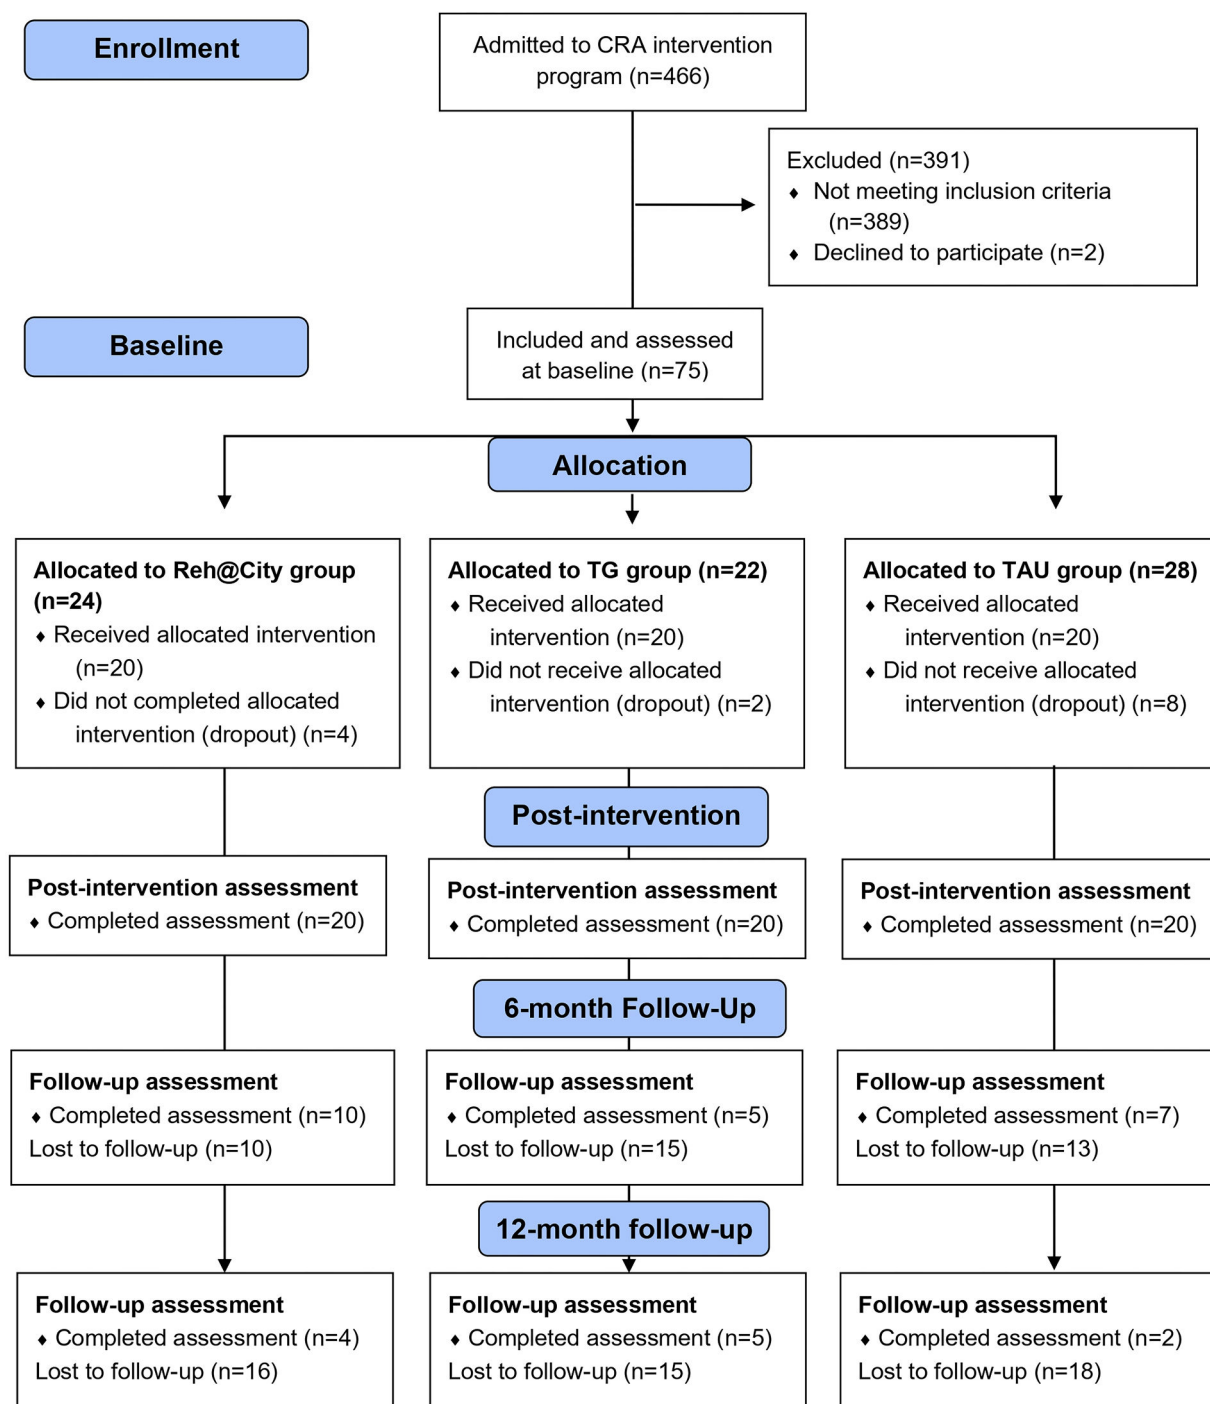 Enrollment
Admitted to CRA intervention
program (n=466)
Excluded (n=391)
♦ Not meeting inclusion criteria
(n=389)
♦ Declined to participate (n=2)
Baseline
Included and assessed
at baseline (n=75)
Allocation
Allocated to Reh@City group
(n=24)
♦ Received allocated intervention
(n=20)
♦ Did not completed allocated
intervention (dropout) (n=4)
Allocated to TG group (n=22)
♦ Received allocated
intervention (n=20)
♦ Did not receive allocated
intervention (dropout) (n=2)
Allocated to TAU group (n=28)
♦ Received allocated
intervention (n=20)
♦ Did not receive allocated
intervention (dropout) (n=8)
Post-intervention
Post-intervention assessment
♦ Completed assessment (n=20)
Post-intervention assessment
♦ Completed assessment (n=20)
Post-intervention assessment
♦ Completed assessment (n=20)
6-month Follow-Up
Follow-up assessment
♦ Completed assessment (n=10)
Lost to follow-up (n=10)
Follow-up assessment
♦ Completed assessment (n=5)
Lost to follow-up (n=15)
Follow-up assessment
♦ Completed assessment (n=7)
Lost to follow-up (n=13)
12-month follow-up
Follow-up assessment
♦ Completed assessment (n=4)
Lost to follow-up (n=16)
Follow-up assessment
♦ Completed assessment (n=5)
Lost to follow-up (n=15)
Follow-up assessment
♦ Completed assessment (n=2)
Lost to follow-up (n=18)